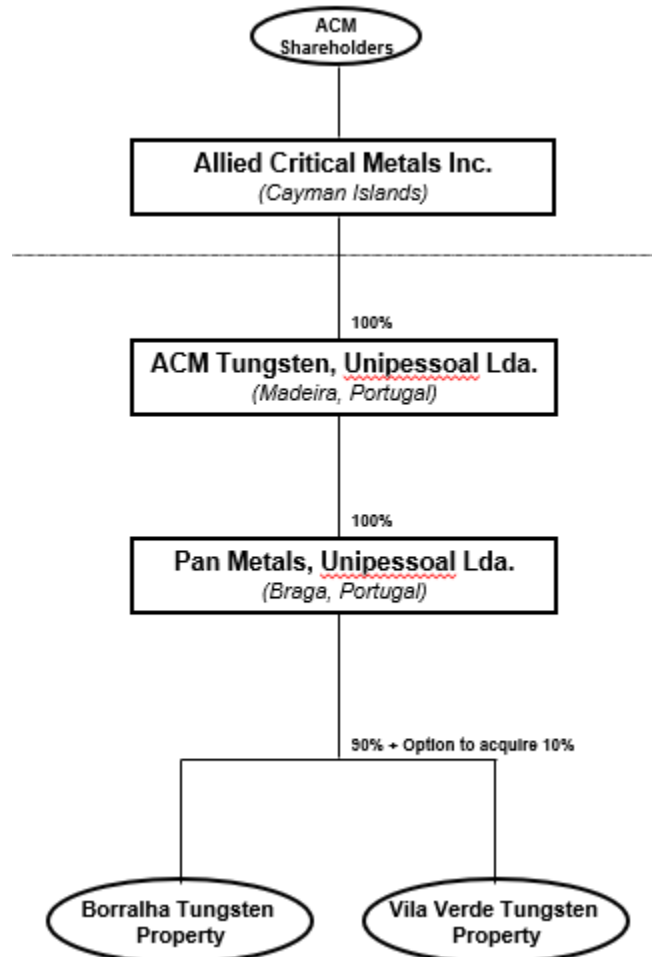 ACM
Shareholders
Allied Critical Metals Inc.
(Cayman Islands)
100%
ACM Tungsten, Unipessoal Lda.
(Madeira, Portugal)
100%
Pan Metals, Unipessoal Lda.
(Braga, Portugal)
90% + Option to acquire 10%
Borralha Tungsten
Property
Vila Verde Tungsten
Property